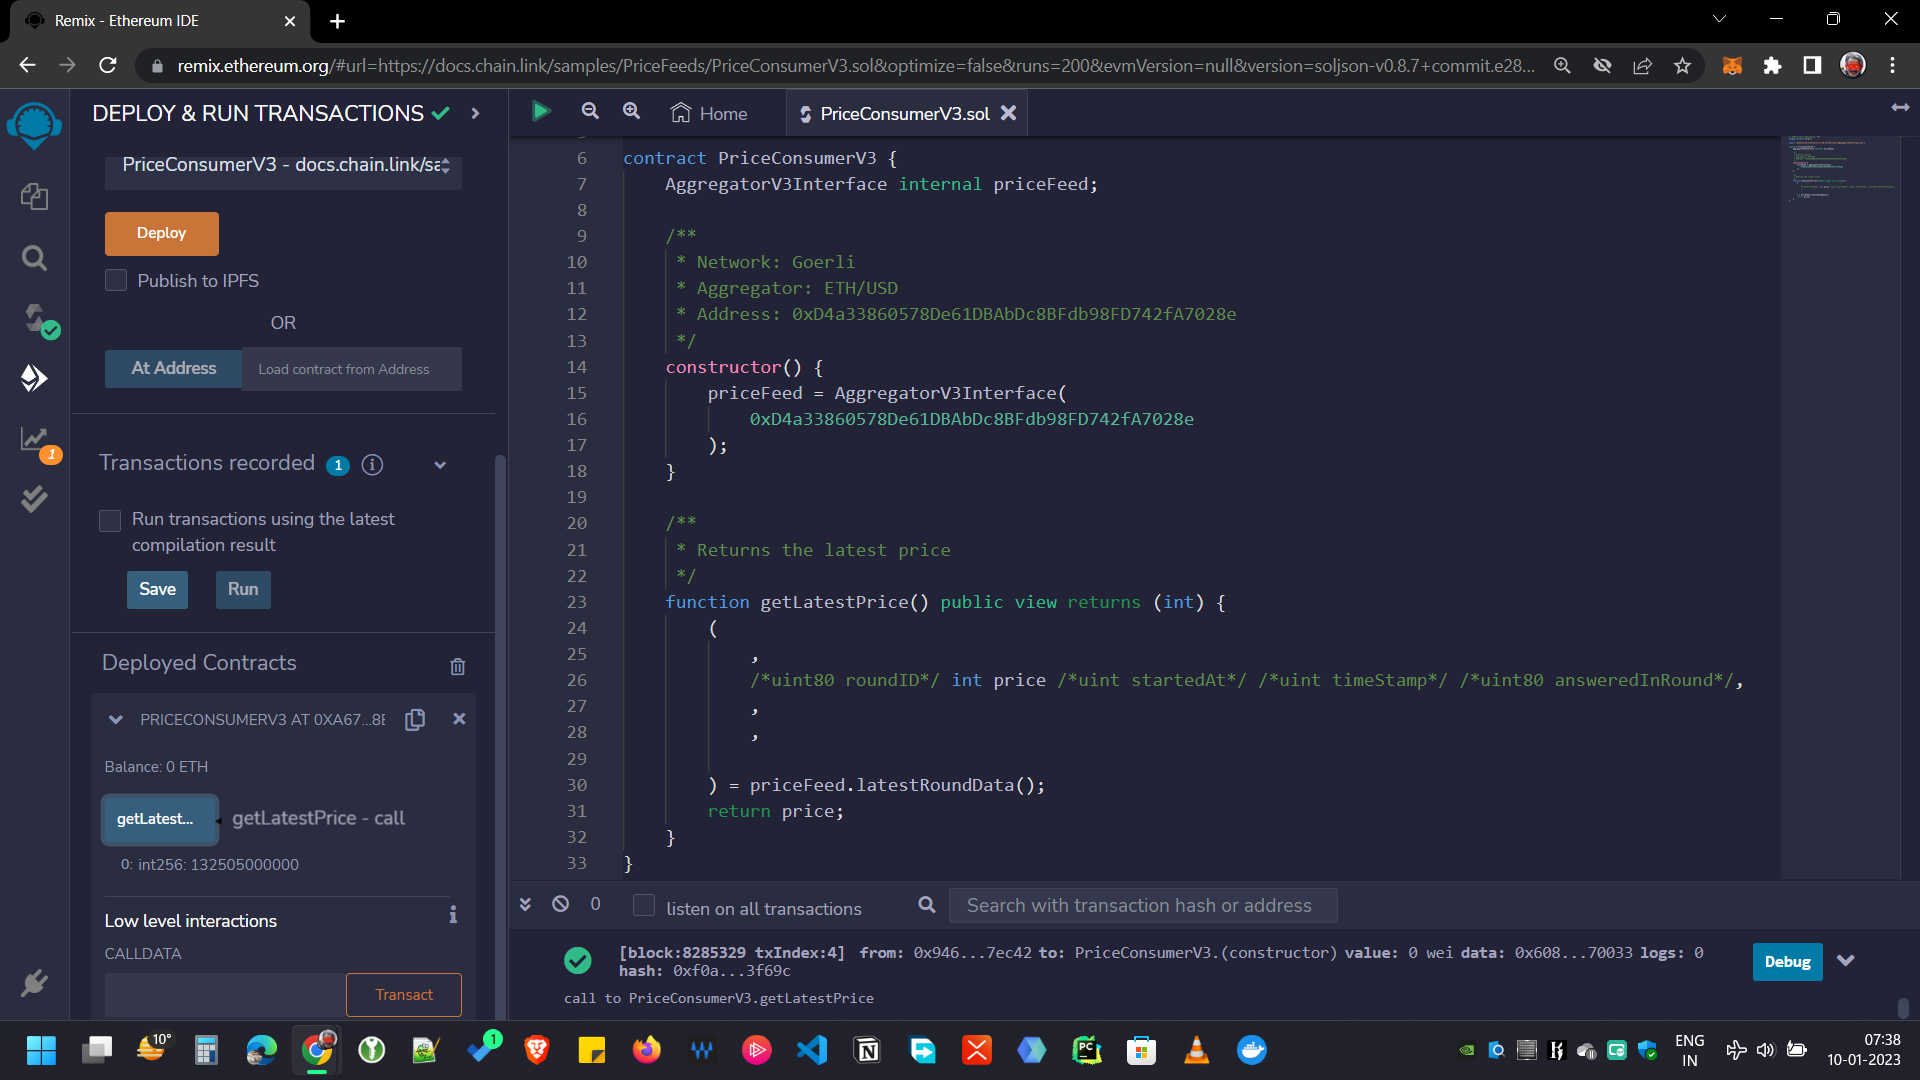 Remix - Ethereum IDE
remix.ethereum.org/#url=https://docs.chain.link/samples/PriceFeeds/PriceConsumerV3.sol&optimize=false&runs=200&evmVersion=null&version=soljson-v0.8.7+commit.e28...
DEPLOY & RUN TRANSACTIONS
PriceConsumerV3 - docs.chain.link/sa
Deploy
Publish to IPFS
OR
At Address
Load contract from Address
1
Transactions recorded 1
Run transactions using the latest
compilation result
Save
Run
Deployed Contracts
PRICECONSUMERV3 AT 0XA67...8E
Balance: 0 ETH
getLatest...
getLatestPrice - call
0: int256: 132505000000
Low level interactions
CALLDATA
Transact
Home
PriceConsumerV3.sol
6 contract PriceConsumerV3 {
7 AggregatorV3Interface internal priceFeed;
8
9 /**
10 * Network: Goerli
11 * Aggregator: ETH/USD
12 * Address: 0xD4a33860578De61DBAbDc8BFdb98FD742fA7028e
13 */
14 constructor() {
15 priceFeed = AggregatorV3Interface(
16 0xD4a33860578De61DBAbDc8BFdb98FD742fA7028e
17 );
18 }
19
20 /**
21 * Returns the latest price
22 */
23 function getLatestPrice() public view returns (int) {
24 (
25 ,
26 /*uint80 roundID*/ int price /*uint startedAt*/ /*uint timeStamp*/ /*uint80 answeredInRound*/,
27 ,
28 ,
29
30 ) = priceFeed.latestRoundData();
31 return price;
32 }
33 }
0
listen on all transactions
Search with transaction hash or address
[block:8285329 txIndex:4] from: 0x946...7ec42 to: PriceConsumerV3.(constructor) value: 0 wei data: 0x608...70033 logs: 0
hash: 0xf0a...3f69c
Debug
call to PriceConsumerV3.getLatestPrice
10°
1
PC
ENG
IN
07:38
10-01-2023